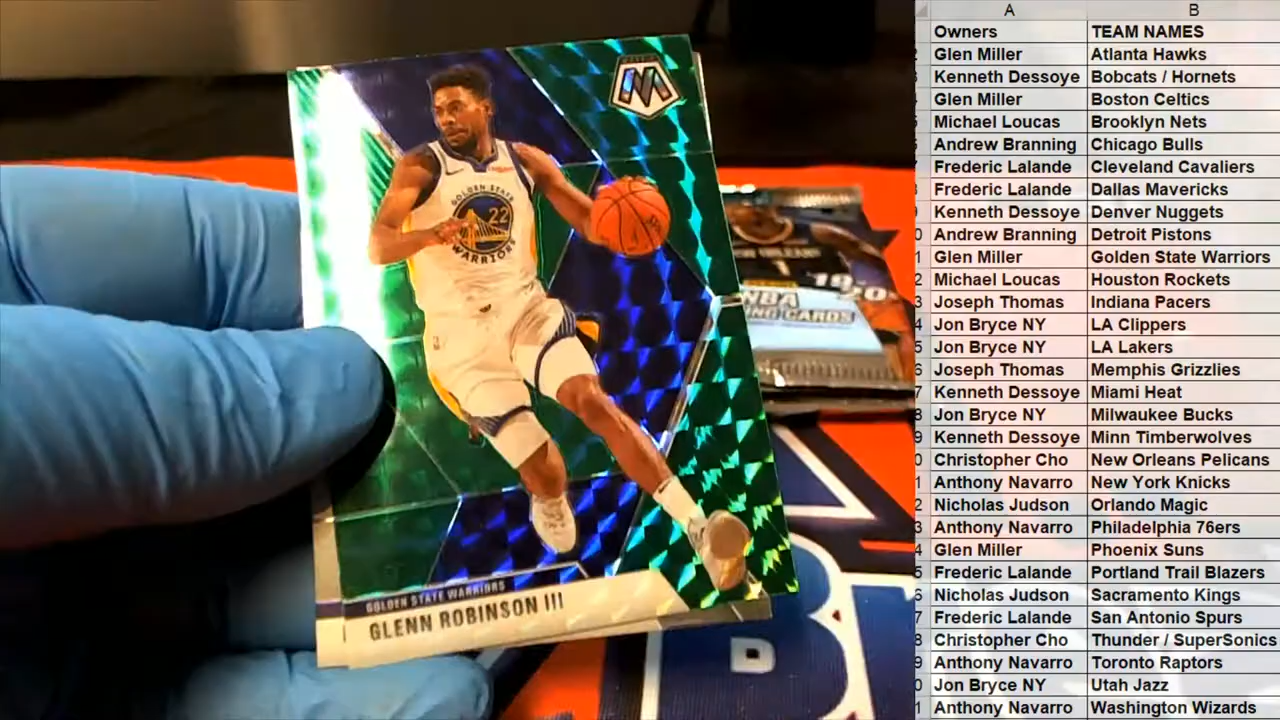 GOLDEN STATE
22
WARRIORS
GOLDEN STATE WARRIORS
GLENN ROBINSON III
1
NBA
A B
Owners TEAM NAMES
Glen Miller Atlanta Hawks
Kenneth Dessoye Bobcats / Hornets
Glen Miller Boston Celtics
Michael Loucas Brooklyn Nets
Andrew Branning Chicago Bulls
Frederic Lalande Cleveland Cavaliers
Frederic Lalande Dallas Mavericks
Kenneth Dessoye Denver Nuggets
Andrew Branning Detroit Pistons
Glen Miller Golden State Warriors
Michael Loucas Houston Rockets
Joseph Thomas Indiana Pacers
Jon Bryce NY LA Clippers
Jon Bryce NY LA Lakers
Joseph Thomas Memphis Grizzlies
Kenneth Dessoye Miami Heat
Jon Bryce NY Milwaukee Bucks
Kenneth Dessoye Minn Timberwolves
Christopher Cho New Orleans Pelicans
Anthony Navarro New York Knicks
Nicholas Judson Orlando Magic
Anthony Navarro Philadelphia 76ers
Glen Miller Phoenix Suns
Frederic Lalande Portland Trail Blazers
Nicholas Judson Sacramento Kings
Frederic Lalande San Antonio Spurs
Christopher Cho Thunder / SuperSonics
Anthony Navarro Toronto Raptors
Jon Bryce NY Utah Jazz
Anthony Navarro Washington Wizards